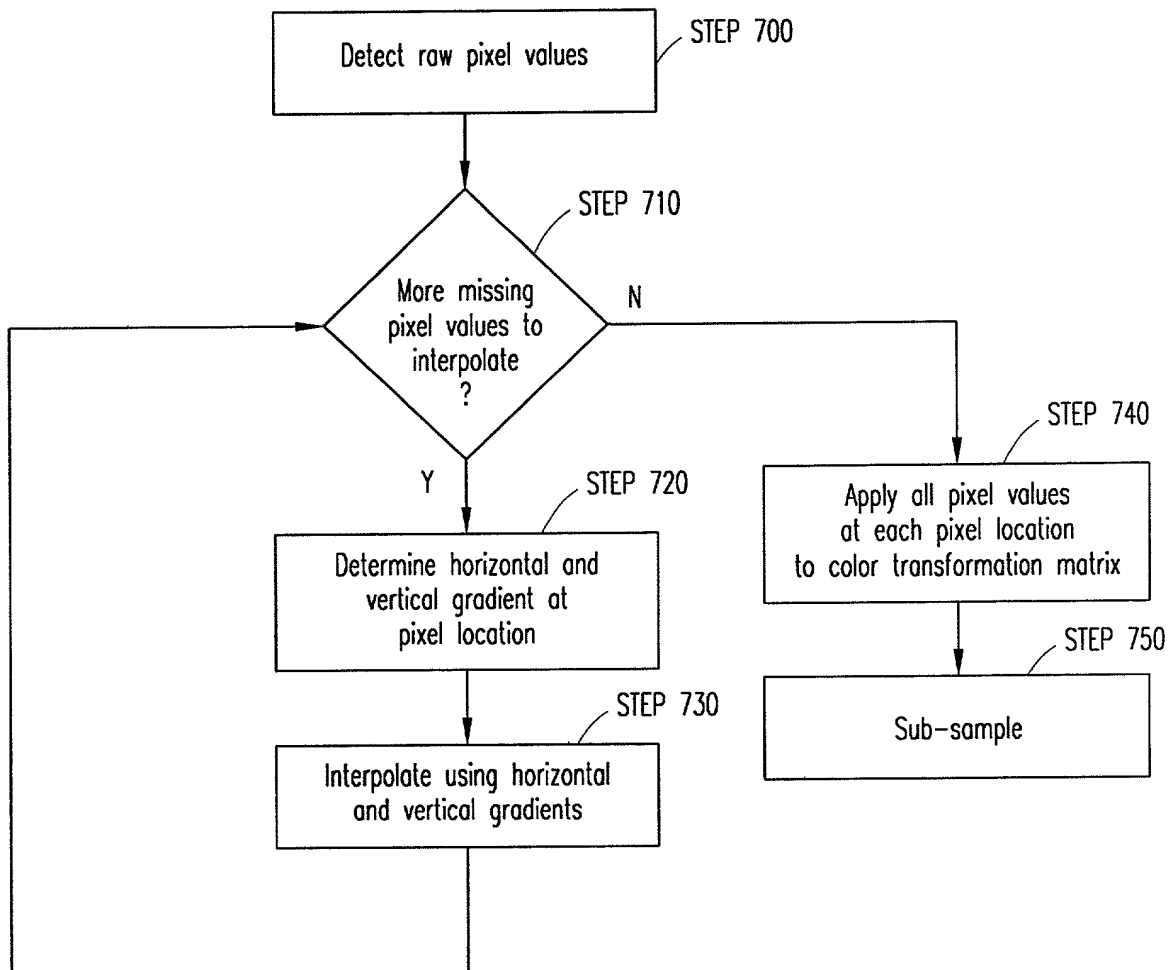 Detect raw pixel values
STEP 700
STEP 710
More missing
pixel values to
interpolate
?
N
Y
STEP 720
Determine horizontal and
vertical gradient at
pixel location
STEP 730
Interpolate using horizontal
and vertical gradients
STEP 740
Apply all pixel values
at each pixel location
to color transformation matrix
STEP 750
Sub-sample